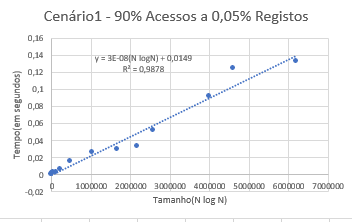 Cenário1 - 90% Acessos a 0,05% Registos
0,16
0,14
y = 3E-08(N logN) + 0,0149
R² = 0,9878
0,12
0,1
0,08
0,06
0,04
0,02
0
-0,02
0 1000000 2000000 3000000 4000000 5000000 6000000 7000000
Tempo(em segundos)
Tamanho(N log N)